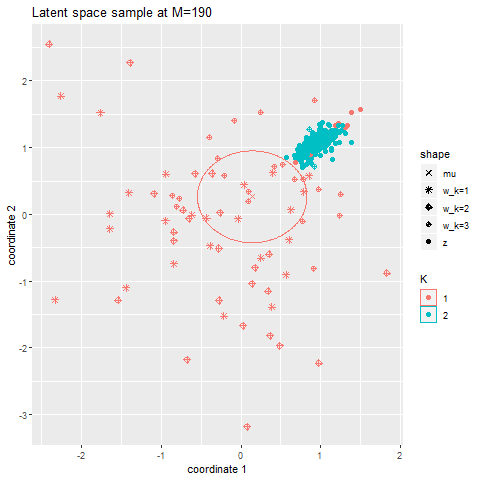 Latent space sample at M=190
coordinate 2
2
1
0
-1
-2
-3
-2
-1
0
1
2
coordinate 1
shape
mu
w_k=1
w_k=2
w_k=3
z
K
1
2